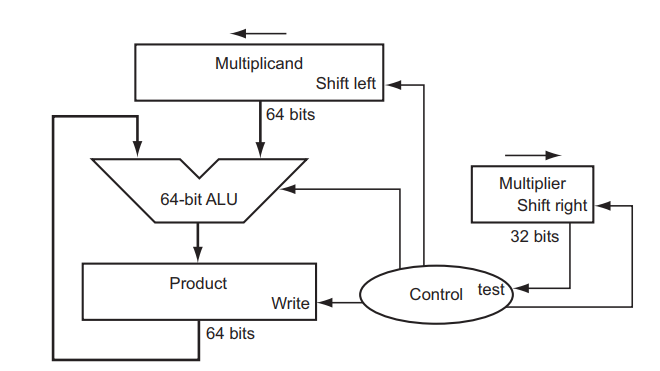 Multiplicand
Shift left
64 bits
64-bit ALU
Multiplier
Shift right
32 bits
Product
Write
Control
test
64 bits